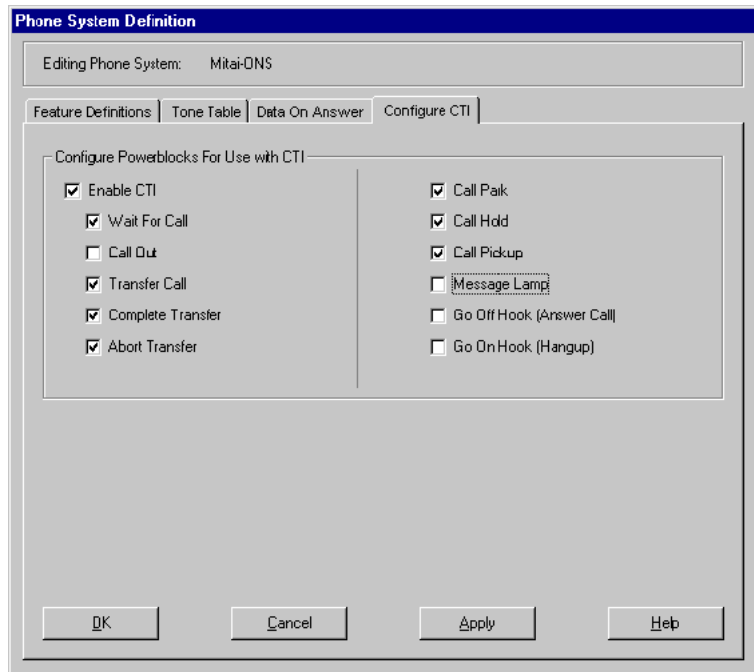 Phone System Definition
Editing Phone System: Mitai-ONS
Feature Definitions Tone Table Data On Answer Configure CTI
Configure Powerblocks For Use with CTI
Enable CTI
Wait For Call
Call Out
Transfer Call
Complete Transfer
Abort Transfer
Call Park
Call Hold
Call Pickup
Message Lamp
Go Off Hook (Answer Call)
Go On Hook (Hangup)
OK Cancel Apply Help